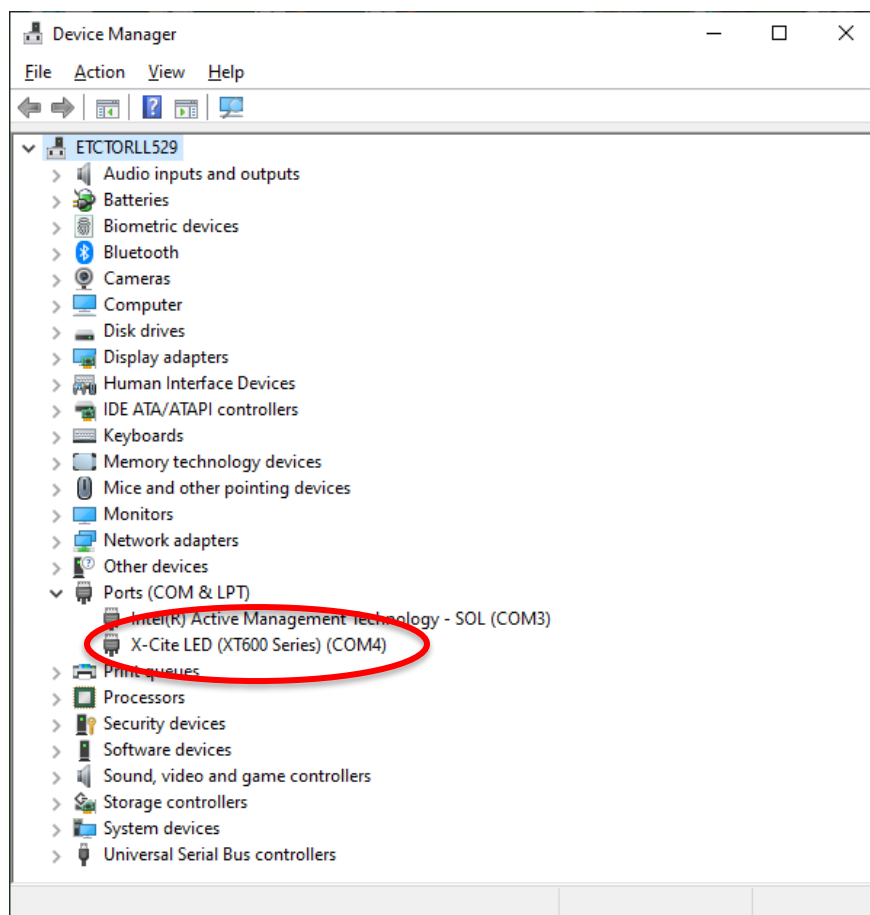 Device Manager
File Action View Help
ETCTORLL529
Audio inputs and outputs
Batteries
Biometric devices
Bluetooth
Cameras
Computer
Disk drives
Display adapters
Human Interface Devices
IDE ATA/ATAPI controllers
Keyboards
Memory technology devices
Mice and other pointing devices
Monitors
Network adapters
Other devices
Ports (COM & LPT)
Intel(R) Active Management Technology - SOL (COM3)
X-Cite LED (XT600 Series) (COM4)
Print queues
Processors
Security devices
Software devices
Sound, video and game controllers
Storage controllers
System devices
Universal Serial Bus controllers